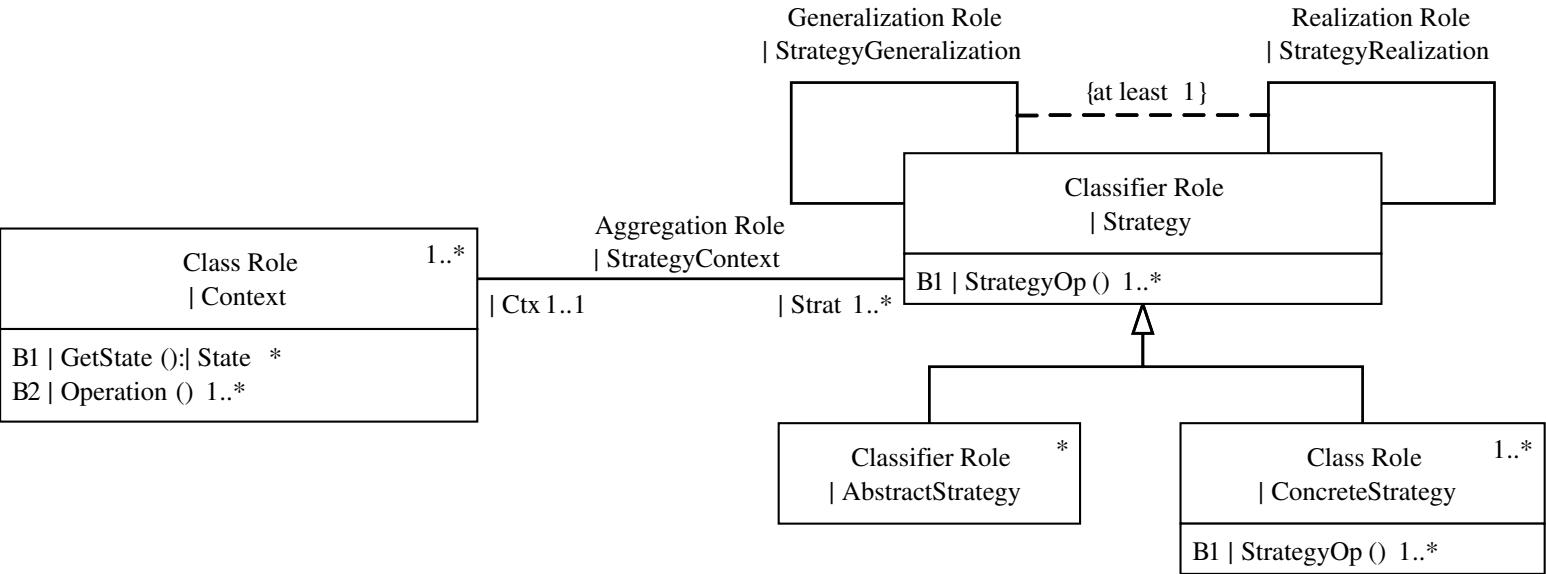 Generalization Role
| StrategyGeneralization
Realization Role
| StrategyRealization
{at least 1}
Classifier Role
| Strategy
B1 | StrategyOp () 1..*
Aggregation Role
| StrategyContext
| Ctx 1..1
| Strat 1..*
Class Role 1..*
| Context
B1 | GetState ():| State *
B2 | Operation () 1..*
Classifier Role *
| AbstractStrategy
Class Role 1..*
| ConcreteStrategy
B1 | StrategyOp () 1..*